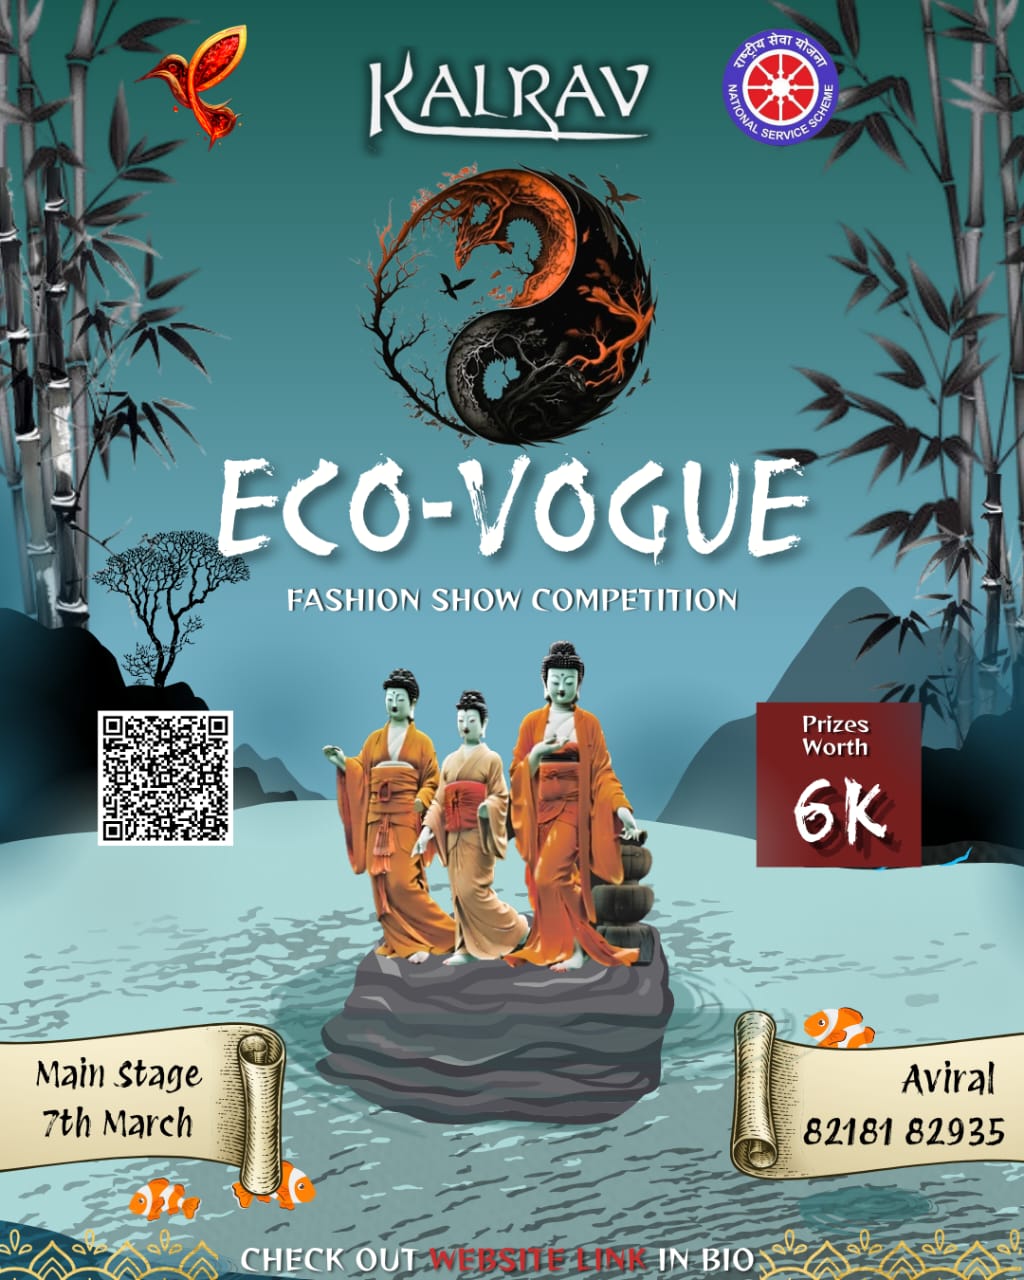 KALRAV
राष्ट्रीय सेवा योजना
NATIONAL SERVICE SCHEME
ECO-VOGUE
FASHION SHOW COMPETITION
Prizes
Worth
6K
Main Stage
7th March
Aviral
82181 82935
CHECK OUT WEBSITE LINK IN BIO